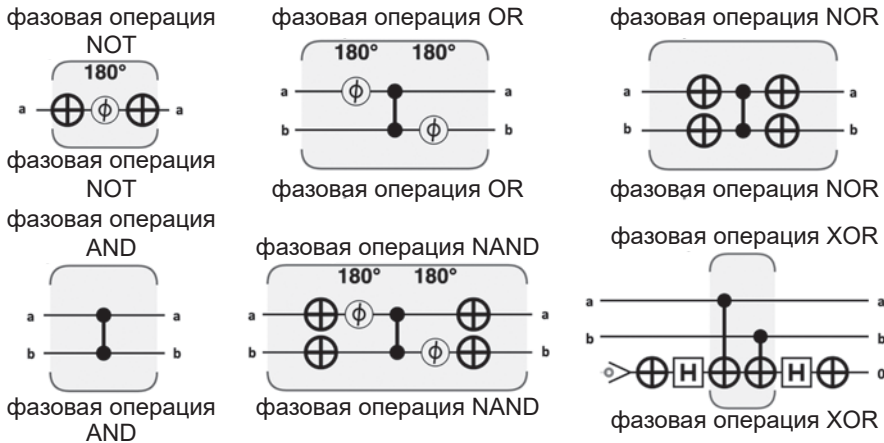 фазовая операция
NOT
180°
a
a
фазовая операция
NOT
фазовая операция OR
180° 180°
a
a
b
b
фазовая операция OR
фазовая операция NOR
a
a
b
b
фазовая операция NOR
фазовая операция
AND
a
a
b
b
фазовая операция
AND
фазовая операция NAND
180° 180°
a
a
b
b
фазовая операция NAND
фазовая операция XOR
a
a
b
b
H H
0
фазовая операция XOR